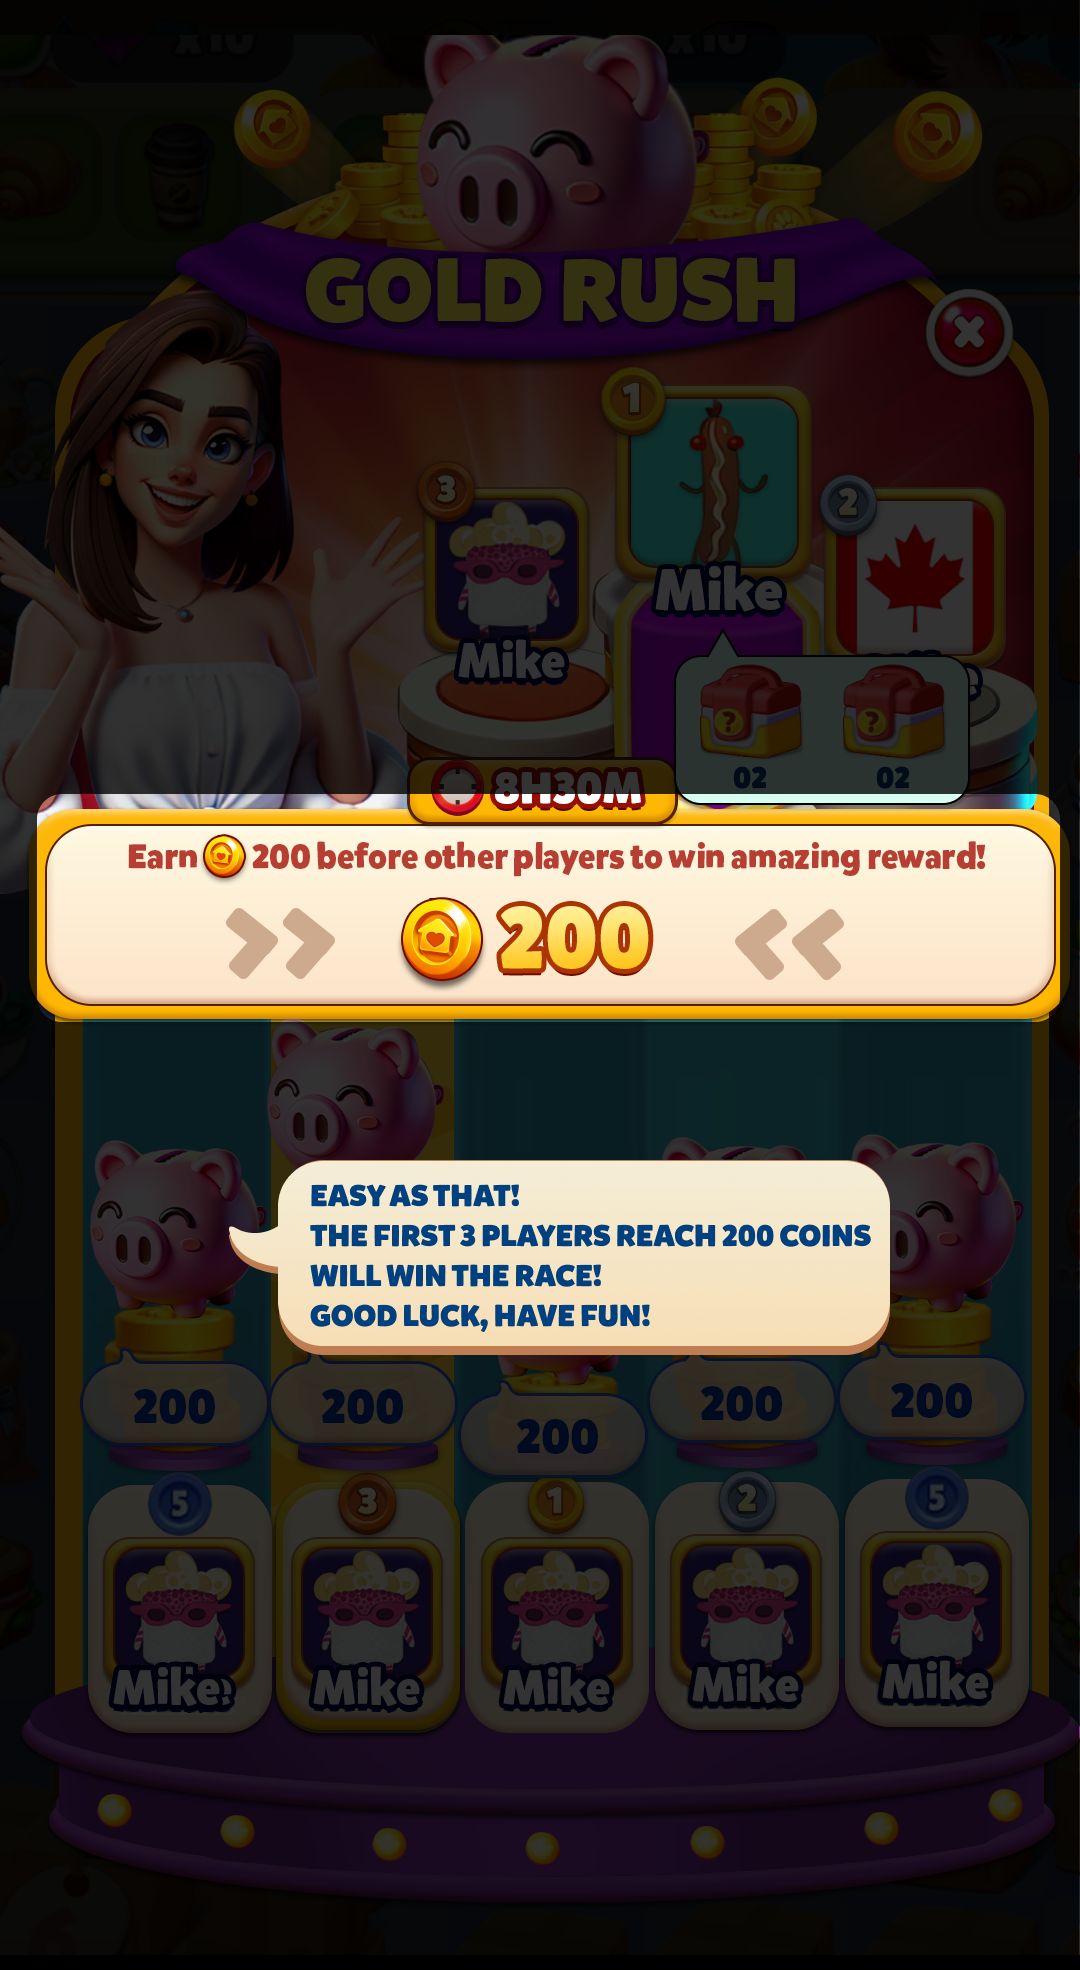 x10
x10
GOLD RUSH
1
3
2
Mike
Mike
?
?
02
02
8H30M
Earn 200 before other players to win amazing reward!
200
EASY AS THAT!
THE FIRST 3 PLAYERS REACH 200 COINS
WILL WIN THE RACE!
GOOD LUCK, HAVE FUN!
200
200
200
200
200
5
3
1
2
5
Mike
Mike
Mike
Mike
Mike